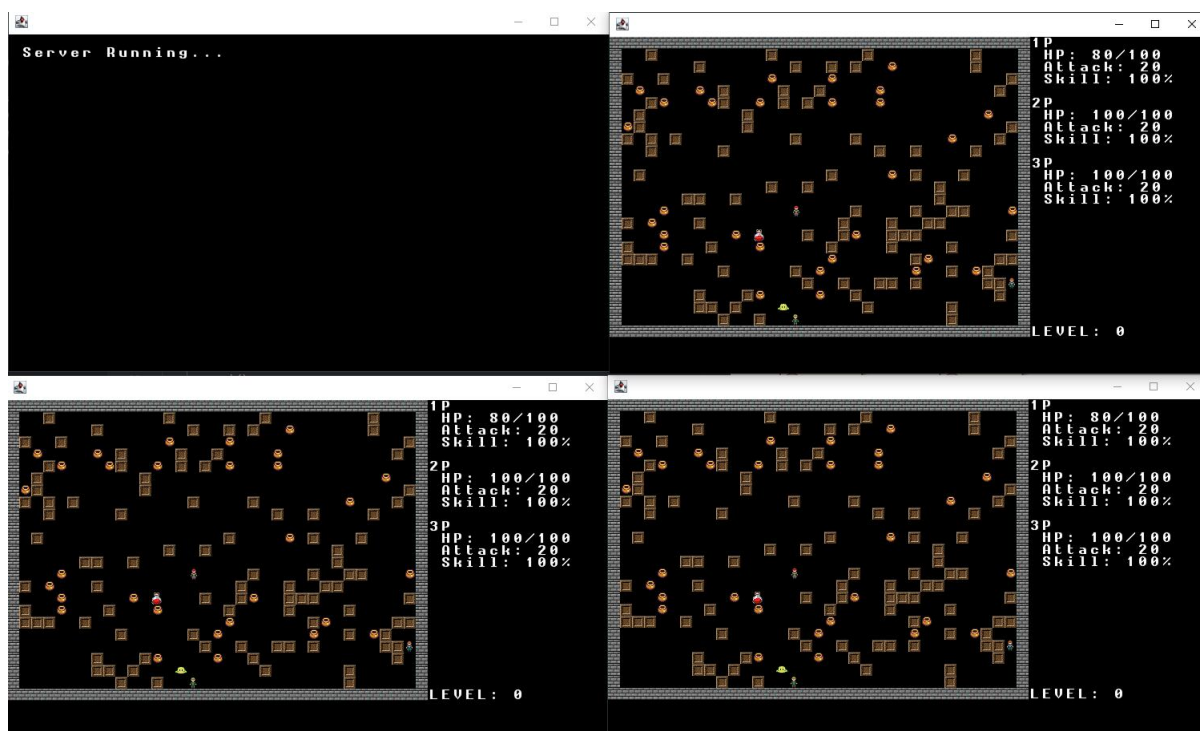 Server Running...
1P
HP: 80/100
Attack: 20
Skill: 100%
2P
HP: 100/100
Attack: 20
Skill: 100%
3P
HP: 100/100
Attack: 20
Skill: 100%
LEVEL: 0
1P
HP: 80/100
Attack: 20
Skill: 100%
2P
HP: 100/100
Attack: 20
Skill: 100%
3P
HP: 100/100
Attack: 20
Skill: 100%
LEVEL: 0
1P
HP: 80/100
Attack: 20
Skill: 100%
2P
HP: 100/100
Attack: 20
Skill: 100%
3P
HP: 100/100
Attack: 20
Skill: 100%
LEVEL: 0